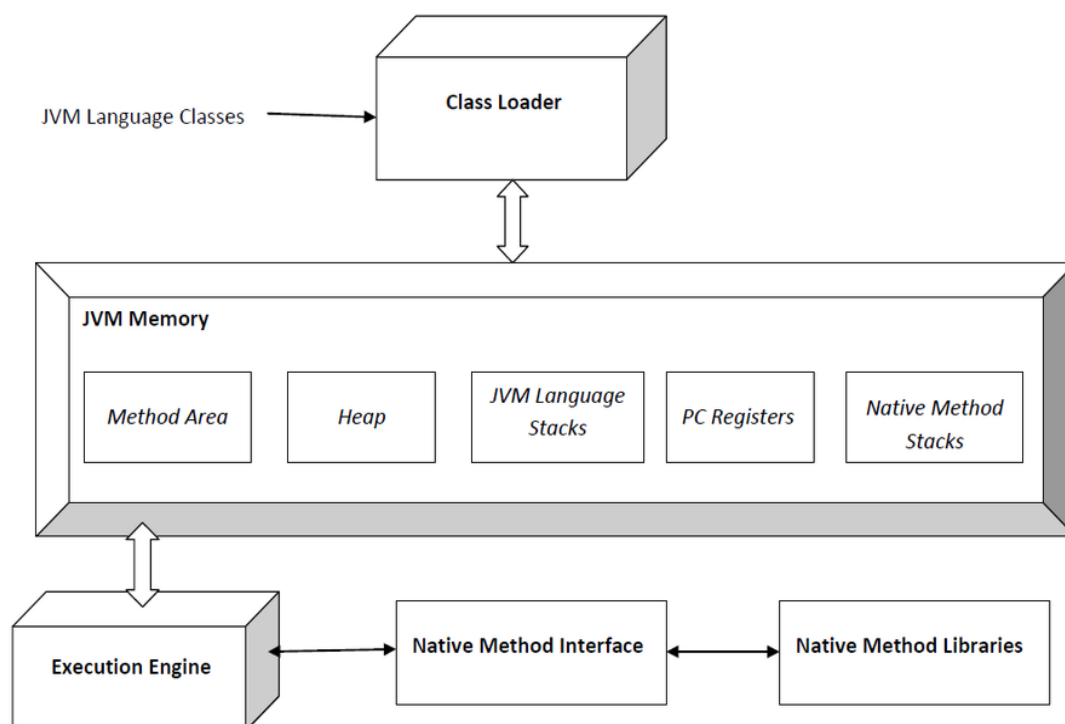 Class Loader
JVM Language Classes
JVM Memory
Method Area
Heap
JVM Language
Stacks
PC Registers
Native Method
Stacks
Execution Engine
Native Method Interface
Native Method Libraries